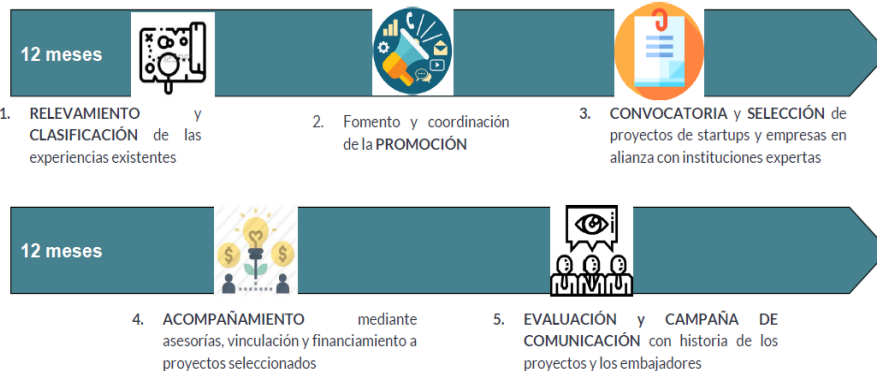 12 meses
1. RELEVAMIENTO y
CLASIFICACIÓN de las
experiencias existentes
2. Fomento y coordinación
de la PROMOCIÓN
3. CONVOCATORIA y SELECCIÓN de
proyectos de startups y empresas en
alianza con instituciones expertas
12 meses
4. ACOMPAÑAMIENTO mediante
asesorías, vinculación y financiamiento a
proyectos seleccionados
5. EVALUACIÓN y CAMPAÑA DE
COMUNICACIÓN con historia de los
proyectos y los embajadores